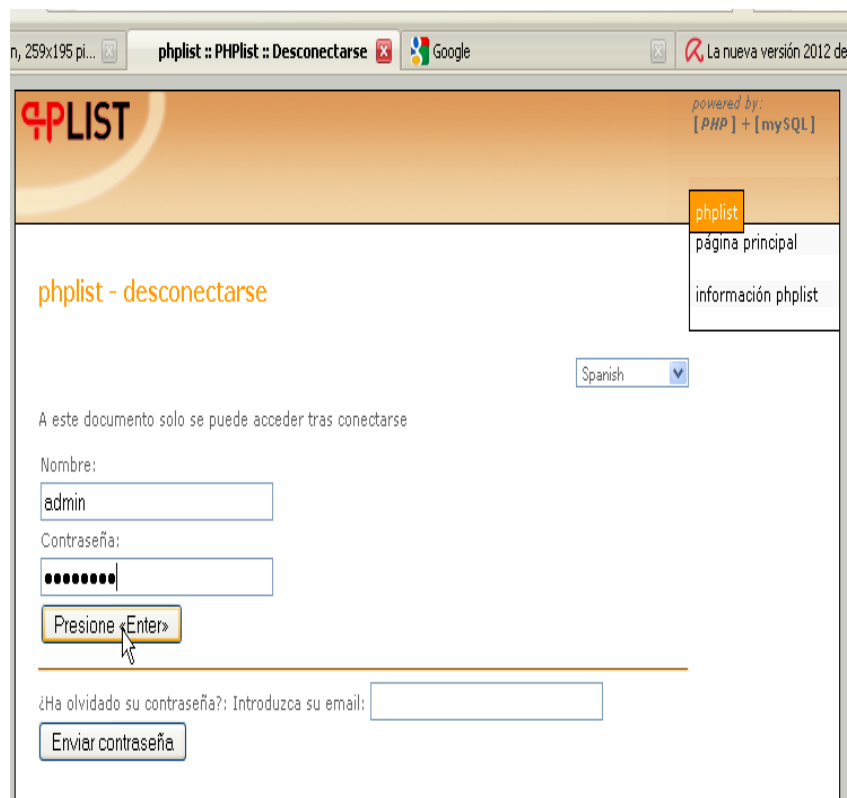 n, 259x195 pi... phplist :: PHPlist :: Desconectarse Google La nueva versión 2012 de
PHPLIST
powered by:
[ PHP ] + [ mySQL ]
phplist
página principal
información phplist
phplist - desconectarse
Spanish
A este documento solo se puede acceder tras conectarse
Nombre:
admin
Contraseña:
••••••••
Presione «Enter»
¿Ha olvidado su contraseña?: Introduzca su email:
Enviar contraseña